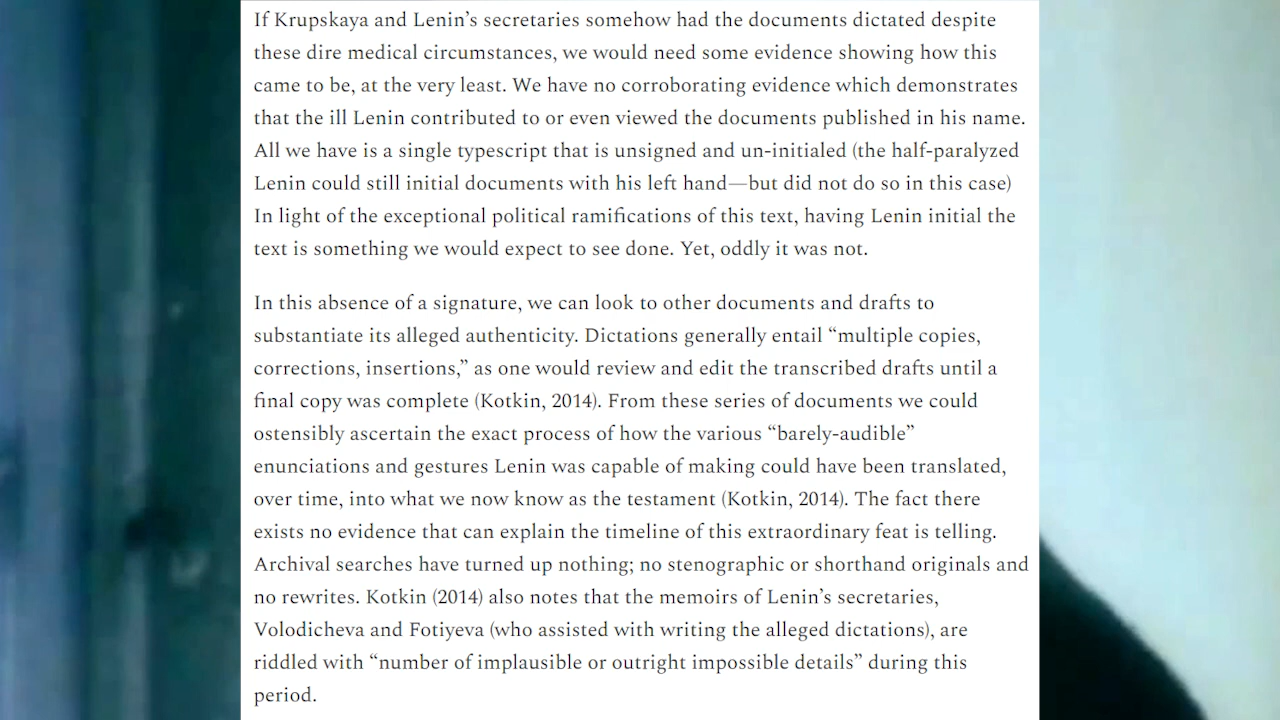 If Krupskaya and Lenin’s secretaries somehow had the documents dictated despite
these dire medical circumstances, we would need some evidence showing how this
came to be, at the very least. We have no corroborating evidence which demonstrates
that the ill Lenin contributed to or even viewed the documents published in his name.
All we have is a single typescript that is unsigned and un-initialed (the half-paralyzed
Lenin could still initial documents with his left hand—but did not do so in this case)
In light of the exceptional political ramifications of this text, having Lenin initial the
text is something we would expect to see done. Yet, oddly it was not.
In this absence of a signature, we can look to other documents and drafts to
substantiate its alleged authenticity. Dictations generally entail “multiple copies,
corrections, insertions,” as one would review and edit the transcribed drafts until a
final copy was complete (Kotkin, 2014). From these series of documents we could
ostensibly ascertain the exact process of how the various “barely-audible”
enunciations and gestures Lenin was capable of making could have been translated,
over time, into what we now know as the testament (Kotkin, 2014). The fact there
exists no evidence that can explain the timeline of this extraordinary feat is telling.
Archival searches have turned up nothing; no stenographic or shorthand originals and
no rewrites. Kotkin (2014) also notes that the memoirs of Lenin’s secretaries,
Volodicheva and Fotiyeva (who assisted with writing the alleged dictations), are
riddled with “number of implausible or outright impossible details” during this
period.